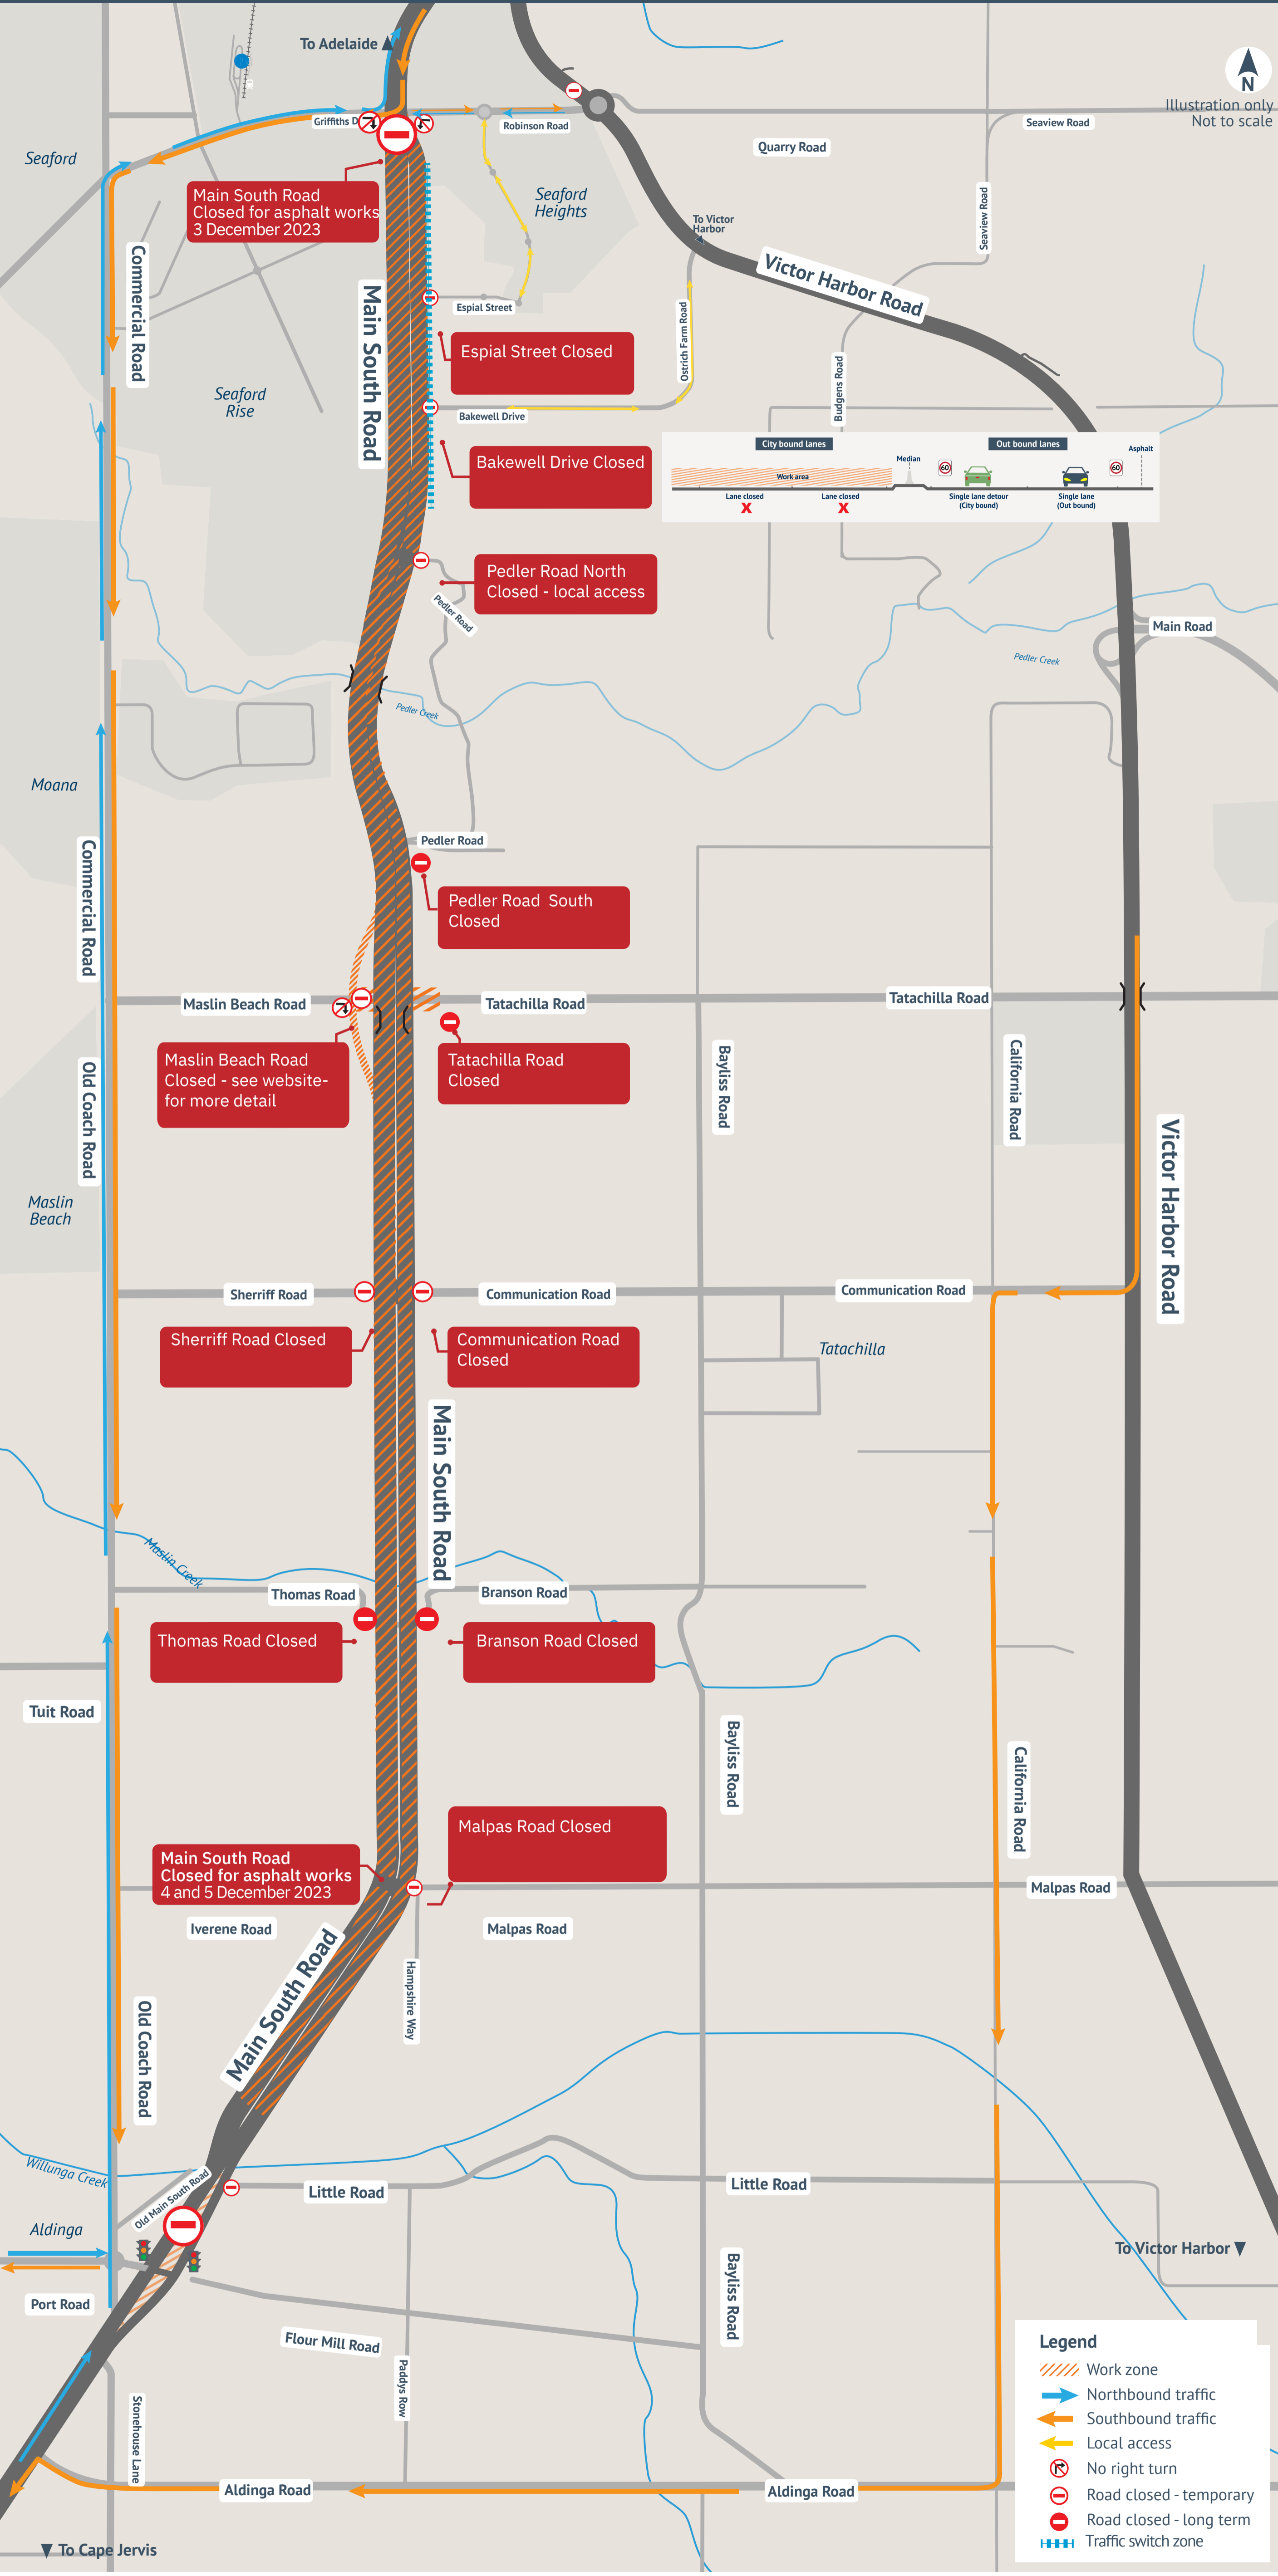 To Adelaide
N
Illustration only
Not to scale
Griffiths D
Robinson Road
Seaview Road
Quarry Road
Seaford
Seaford
Heights
Seaview Road
Main South Road
Closed for asphalt works
3 December 2023
To Victor
Harbor
Victor Harbor Road
Commercial Road
Main South Road
Espial Street
Ostrich Farm Road
Espial Street Closed
Budgens Road
Seaford
Rise
Bakewell Drive
City bound lanes
Out bound lanes
Asphalt
Median
60
60
Work area
Lane closed
Lane closed
Single lane detour
(City bound)
Single lane
(Out bound)
X
X
Bakewell Drive Closed
Pedler Road North
Closed - local access
Pedler Road
Main Road
Pedler Creek
Pedler Creek
Moana
Pedler Road
Commercial Road
Pedler Road South
Closed
Maslin Beach Road
Tatachilla Road
Tatachilla Road
Maslin Beach Road
Closed - see website-
for more detail
Tatachilla Road
Closed
Bayliss Road
California Road
Old Coach Road
Victor Harbor Road
Maslin
Beach
Sherriff Road
Communication Road
Communication Road
Sherriff Road Closed
Communication Road
Closed
Tatachilla
Main South Road
Maslin Creek
Thomas Road
Branson Road
Thomas Road Closed
Branson Road Closed
Tuit Road
Bayliss Road
California Road
Malpas Road Closed
Main South Road
Closed for asphalt works
4 and 5 December 2023
Malpas Road
Iverene Road
Malpas Road
Main South Road
Hampshire Way
Old Coach Road
Willunga Creek
Old Main South Road
Little Road
Little Road
Aldinga
To Victor Harbor
Port Road
Bayliss Road
Flour Mill Road
Paddys Row
Stonehouse Lane
Aldinga Road
Aldinga Road
To Cape Jervis
Legend
Work zone
Northbound traffic
Southbound traffic
Local access
No right turn
Road closed - temporary
Road closed - long term
Traffic switch zone